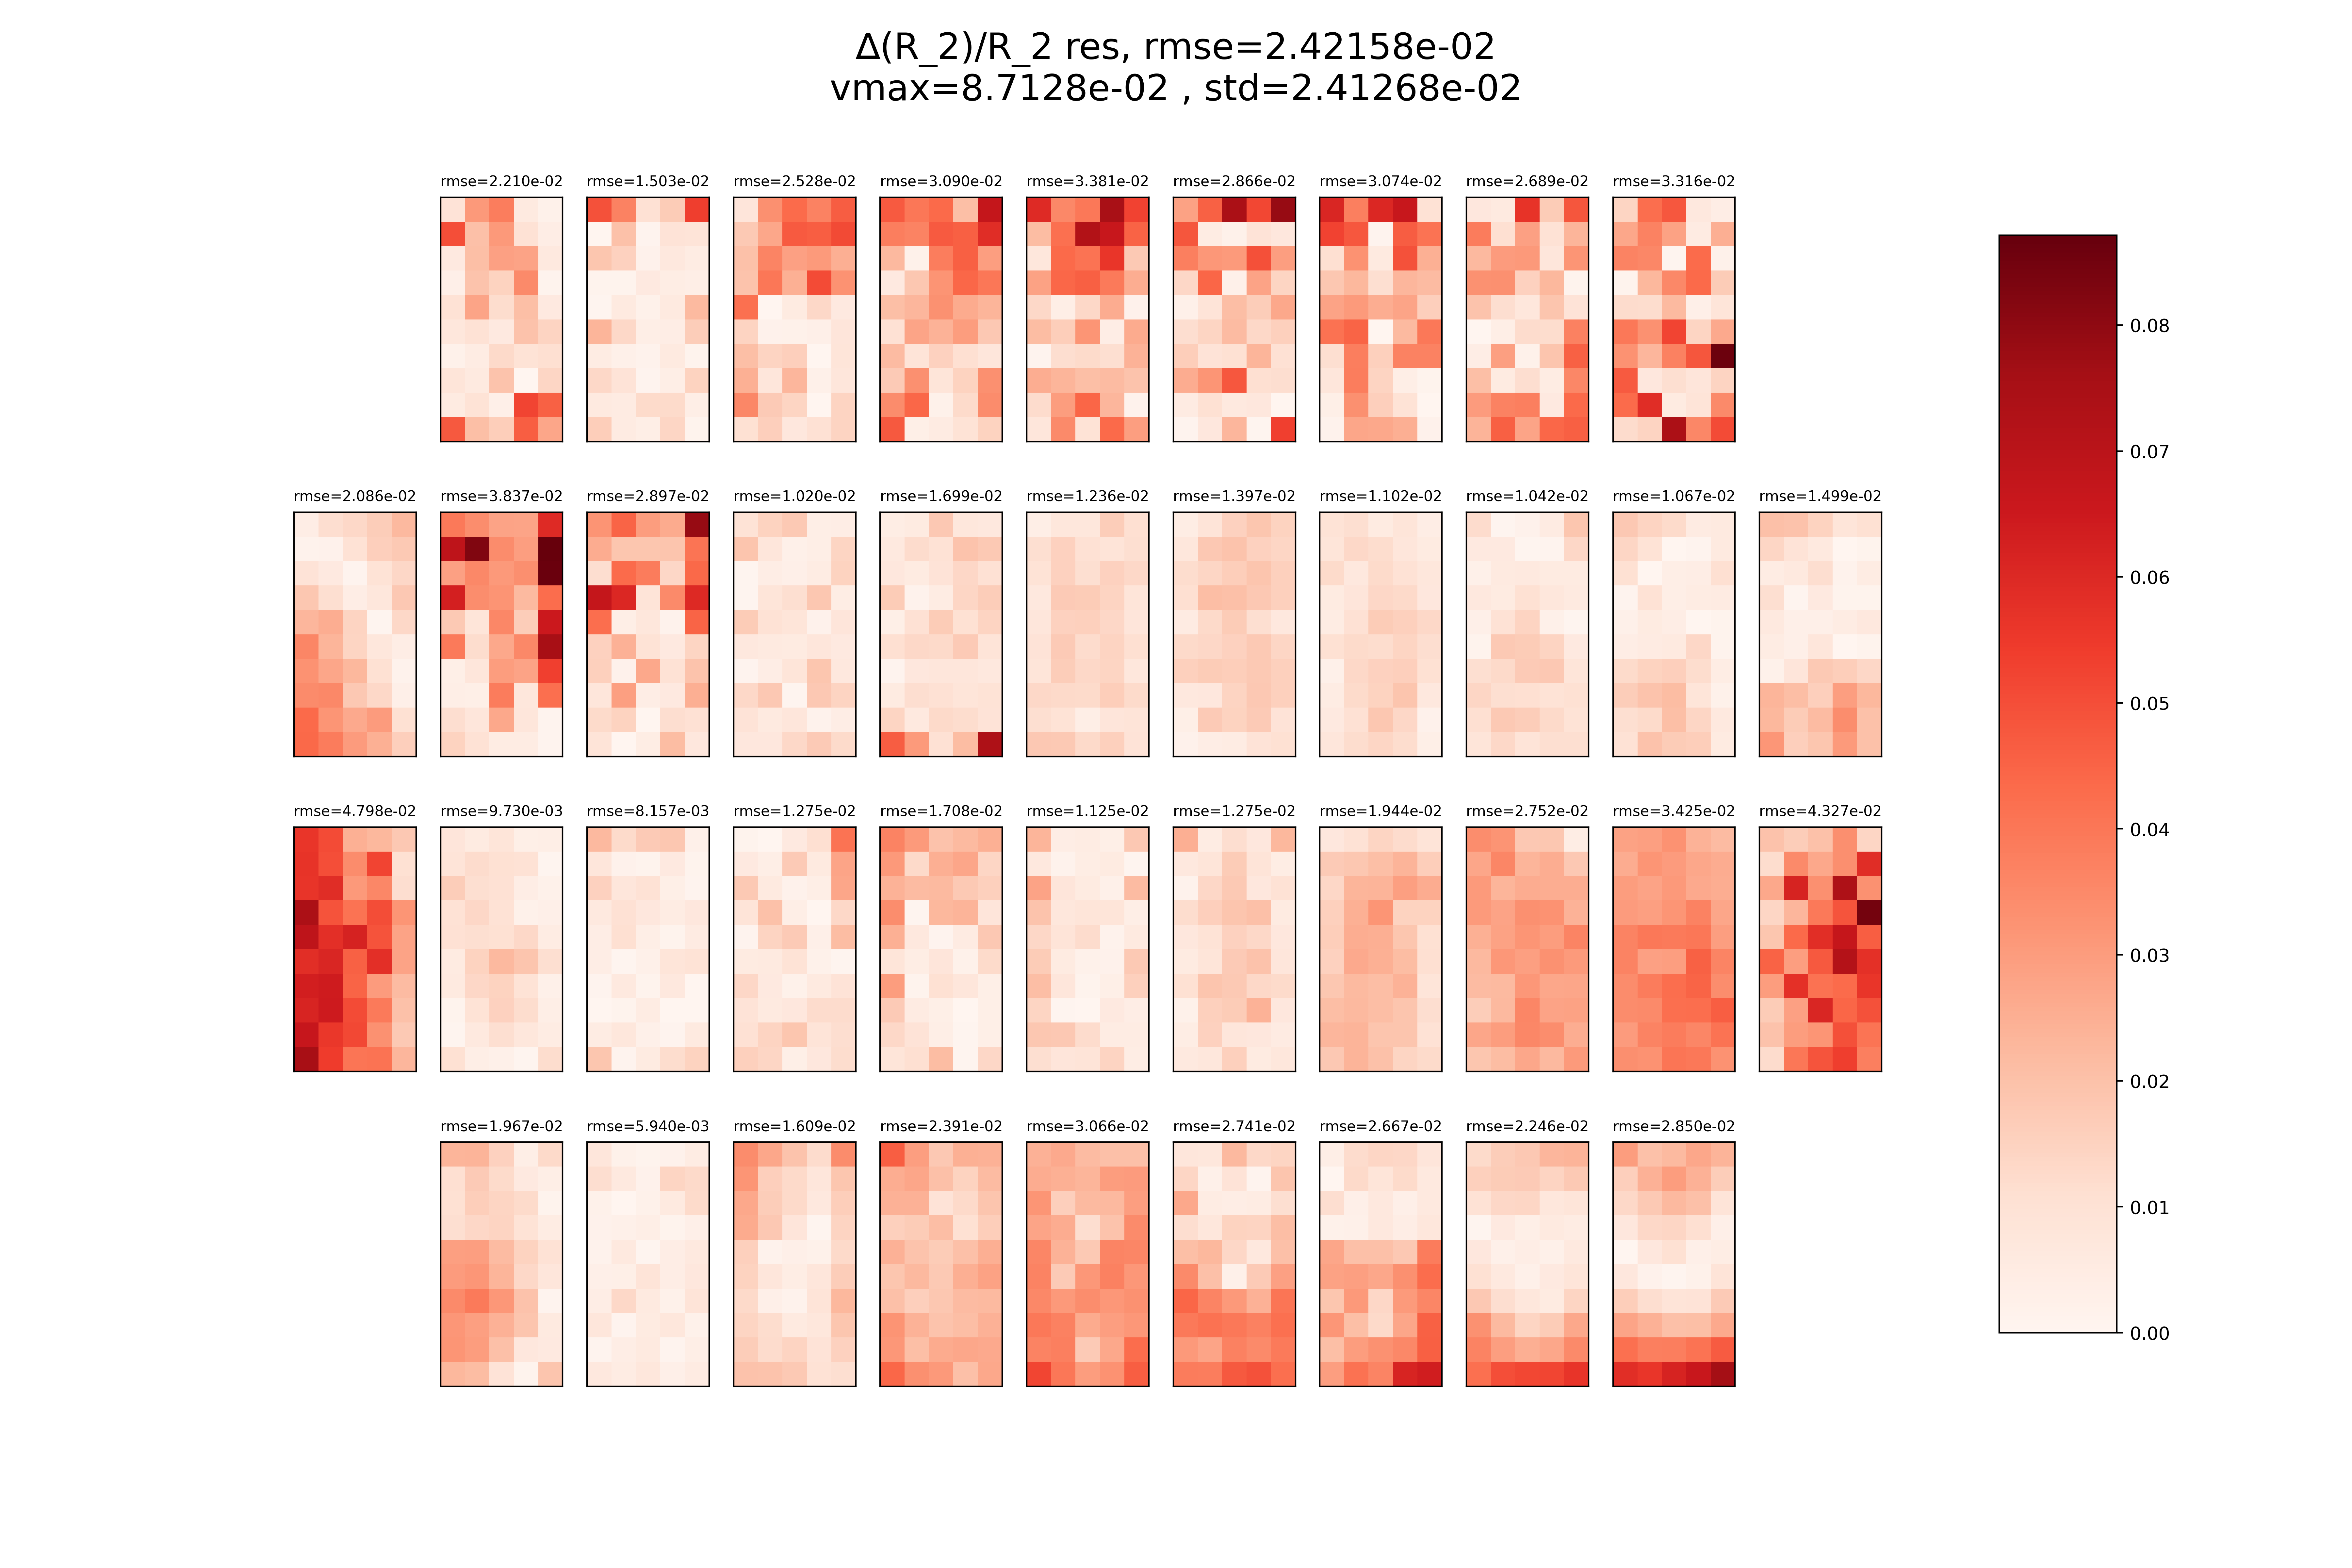 Δ(R_2)/R_2 res, rmse=2.42158e-02
vmax=8.7128e-02 , std=2.41268e-02
rmse=2.210e-02 rmse=1.503e-02 rmse=2.528e-02 rmse=3.090e-02 rmse=3.381e-02 rmse=2.866e-02 rmse=3.074e-02 rmse=2.689e-02 rmse=3.316e-02
rmse=2.086e-02 rmse=3.837e-02 rmse=2.897e-02 rmse=1.020e-02 rmse=1.699e-02 rmse=1.236e-02 rmse=1.397e-02 rmse=1.102e-02 rmse=1.042e-02 rmse=1.067e-02 rmse=1.499e-02
rmse=4.798e-02 rmse=9.730e-03 rmse=8.157e-03 rmse=1.275e-02 rmse=1.708e-02 rmse=1.125e-02 rmse=1.275e-02 rmse=1.944e-02 rmse=2.752e-02 rmse=3.425e-02 rmse=4.327e-02
rmse=1.967e-02 rmse=5.940e-03 rmse=1.609e-02 rmse=2.391e-02 rmse=3.066e-02 rmse=2.741e-02 rmse=2.667e-02 rmse=2.246e-02 rmse=2.850e-02
0.08
0.07
0.06
0.05
0.04
0.03
0.02
0.01
0.00